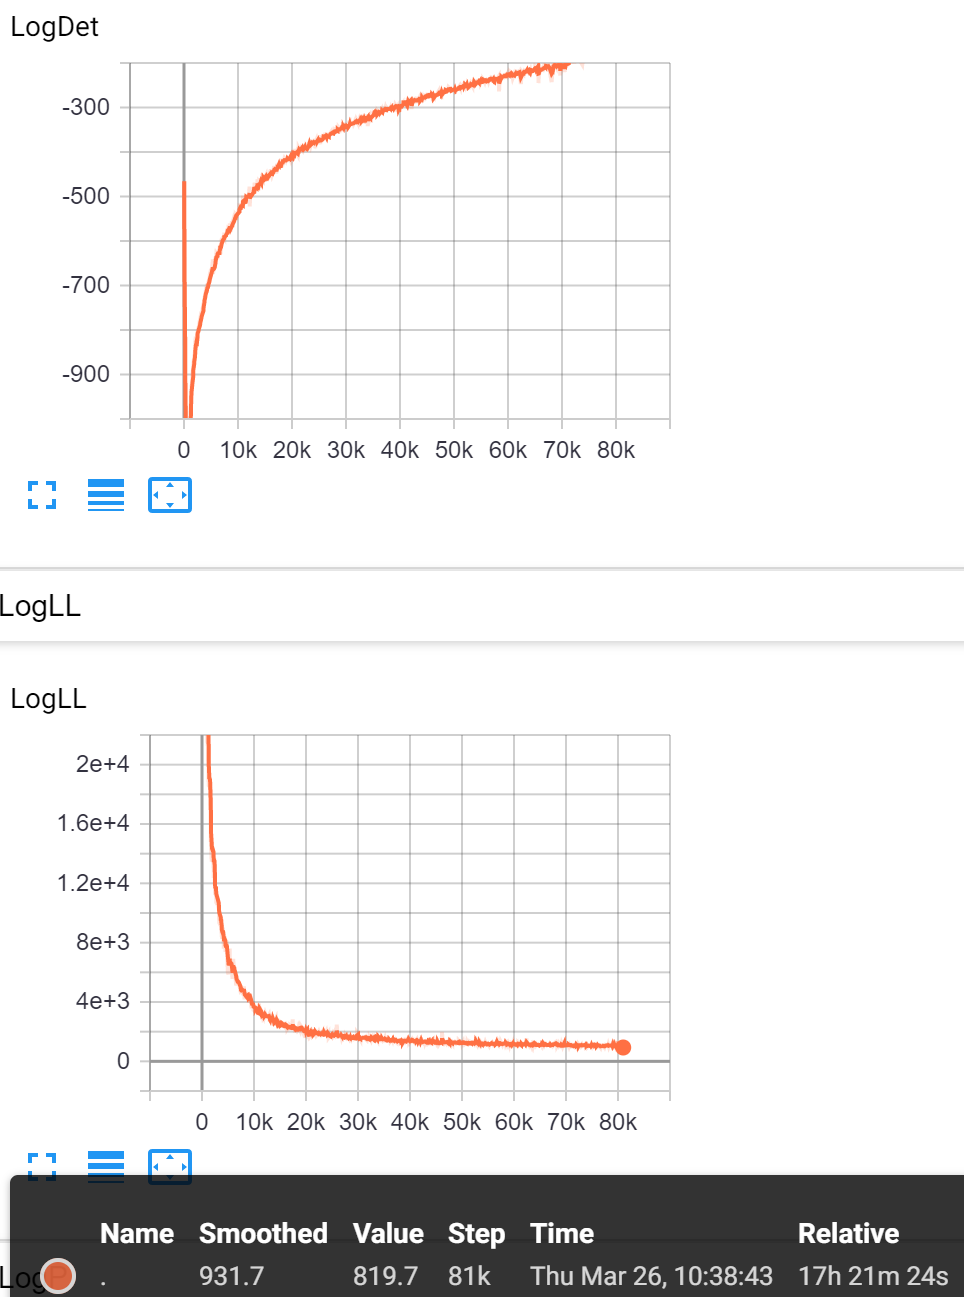 LogDet
-300
-500
-700
-900
0 10k 20k 30k 40k 50k 60k 70k 80k
LogLL
LogLL
2e+4
1.6e+4
1.2e+4
8e+3
4e+3
0
0 10k 20k 30k 40k 50k 60k 70k 80k
Name Smoothed Value Step Time Relative
. 931.7 819.7 81k Thu Mar 26, 10:38:43 17h 21m 24s